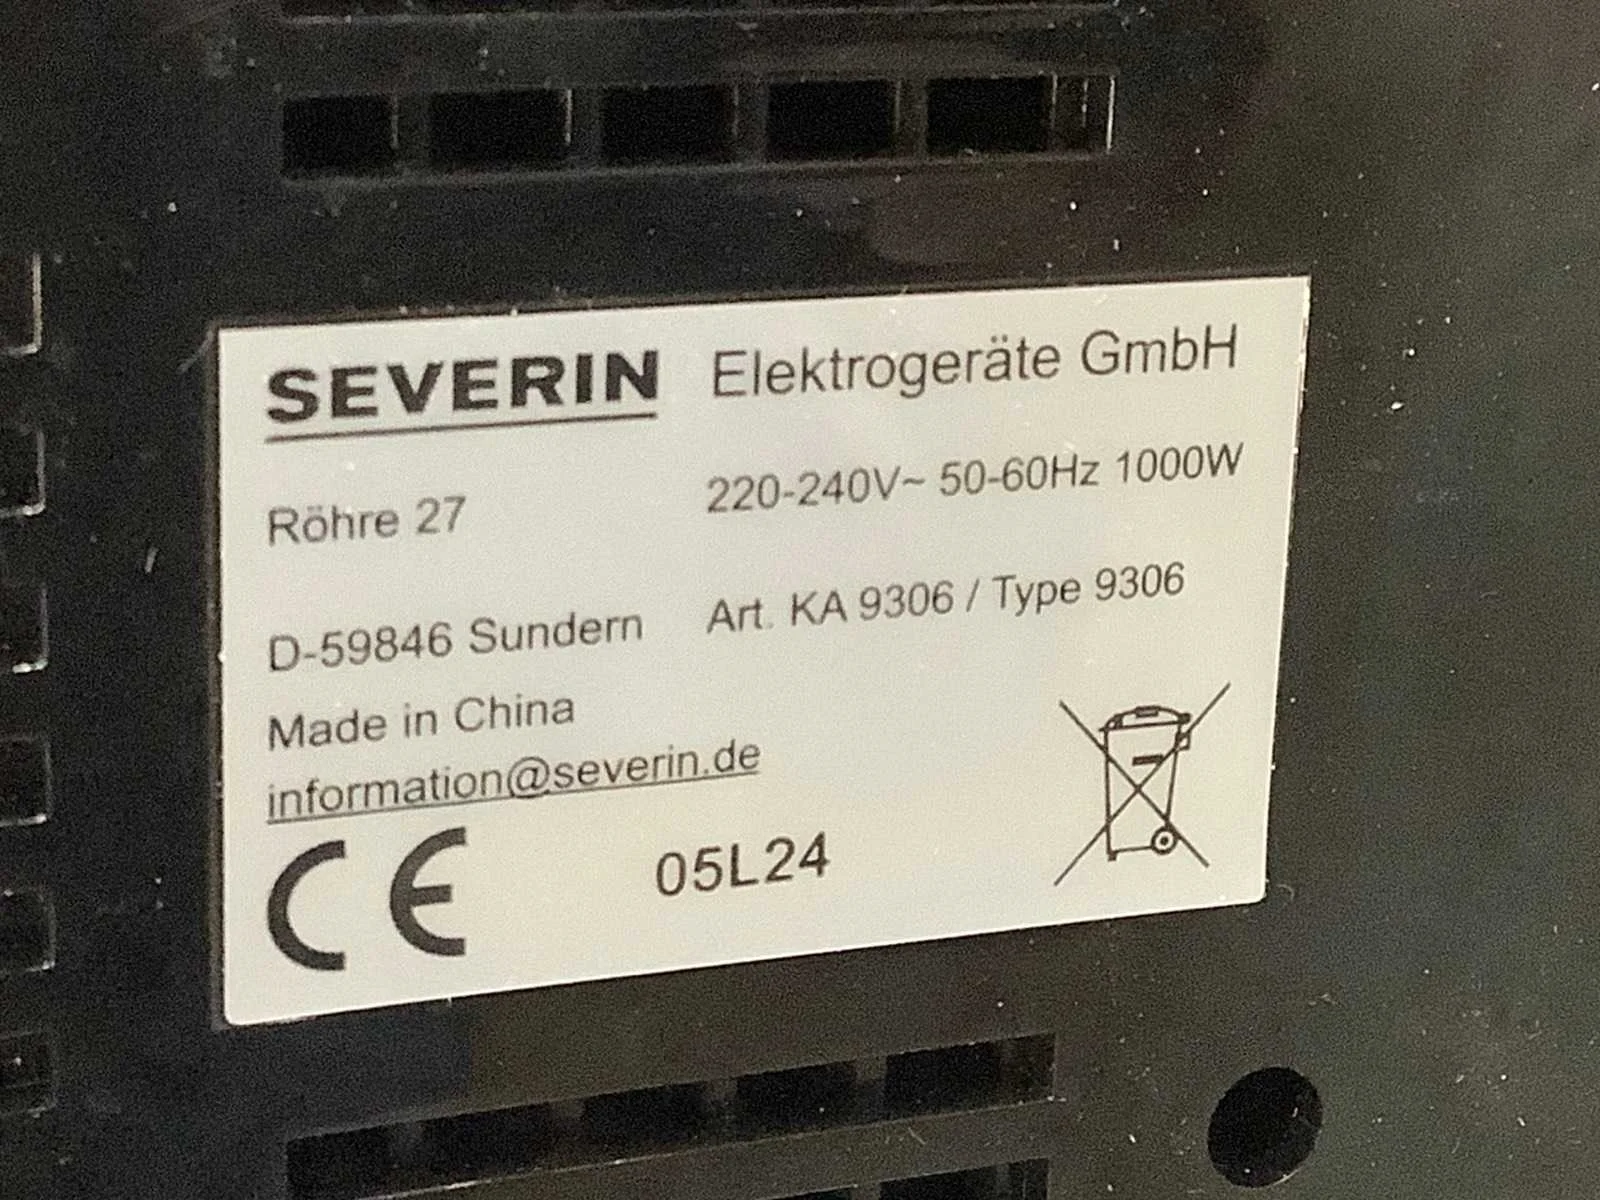 SEVERIN Elektrogeräte GmbH
Röhre 27 220-240V~ 50-60Hz 1000W
D-59846 Sundern Art. KA 9306 / Type 9306
Made in China
information@severin.de
CE 05L24